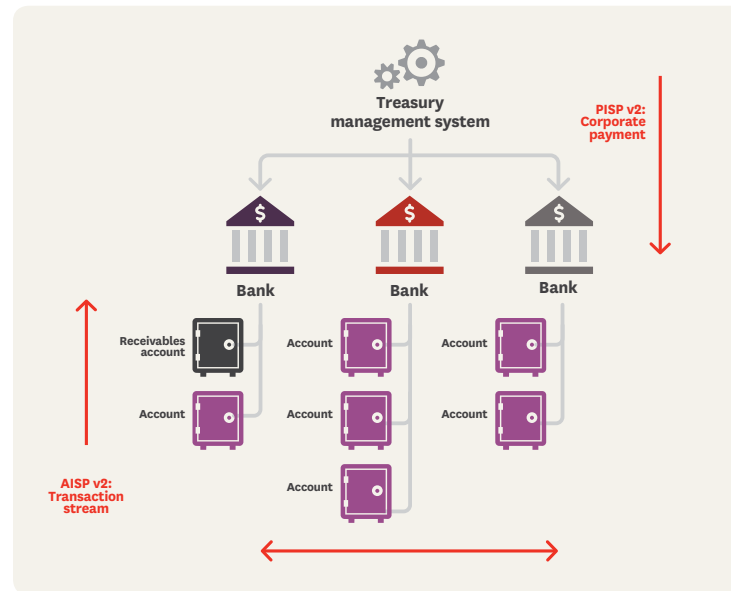 Treasury
management system
PISP v2:
Corporate
payment
$
$
$
Bank
Bank
Bank
Receivables
account
Account
Account
Account
Account
Account
Account
AISP v2:
Transaction
stream